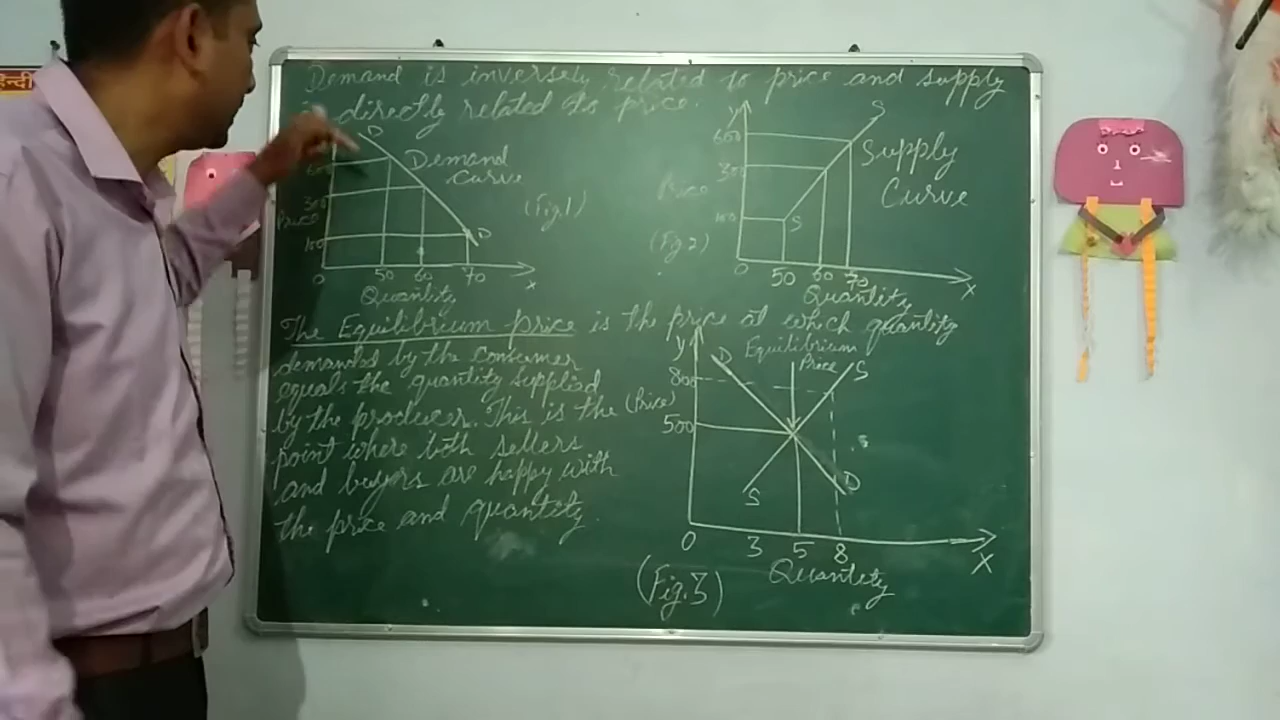 हिन्दी
Demand is inversely related to price and supply
is directly related to price.
D
Demand
Curve
600
300
Price
100
0
50 60 70
x
D
Quantity
(Fig 1)
y
600
300
Price
100
(Fig 2)
0
50 60 70
X
S
S
Supply
Curve
Quantity
The Equilibrium price is the price at which quantity
demanded by the consumer
equals the quantity supplied
by the producer. This is the
point where both sellers
and buyers are happy with
the price and quantity.
y
D
Equilibrium
Price
S
800
(Price)
500
S
D
0
3 5 8
X
Quantity
(Fig. 3)